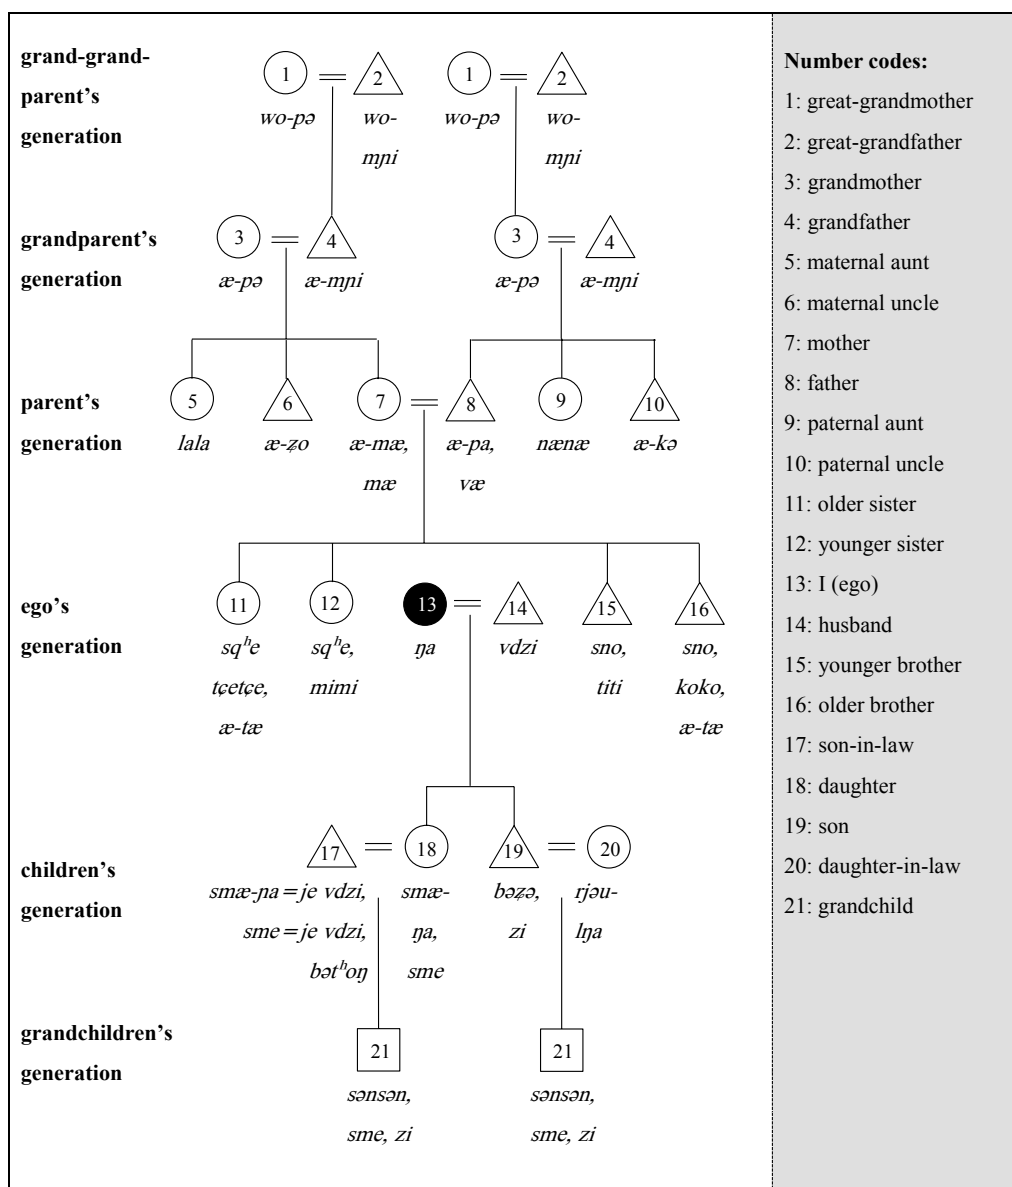 grand-grand-
parent's
generation
1 2 1 2
wo-pə wo- wo-pə wo-
mɲi mɲi
grandparent's
generation
3 4 3 4
æ-pə æ-mɲi æ-pə æ-mɲi
parent's
generation
5 6 7 8 9 10
lala æ-ʐo æ-mæ, æ-pa, nænæ æ-kə
mæ væ
ego's
generation
11 12 13 14 15 16
sqʰe sqʰe, ŋa vdzi sno, sno,
tɕetɕe, mimi titi koko,
æ-tæ æ-tæ
children's
generation
17 18 19 20
smæ-ɲa=je vdzi, smæ- bəʐə, rjəu-
sme=je vdzi, ŋa, zi lŋa
bətʰoŋ sme
grandchildren's
generation
21 21
sənsən, sənsən,
sme, zi sme, zi
Number codes:
1: great-grandmother
2: great-grandfather
3: grandmother
4: grandfather
5: maternal aunt
6: maternal uncle
7: mother
8: father
9: paternal aunt
10: paternal uncle
11: older sister
12: younger sister
13: I (ego)
14: husband
15: younger brother
16: older brother
17: son-in-law
18: daughter
19: son
20: daughter-in-law
21: grandchild